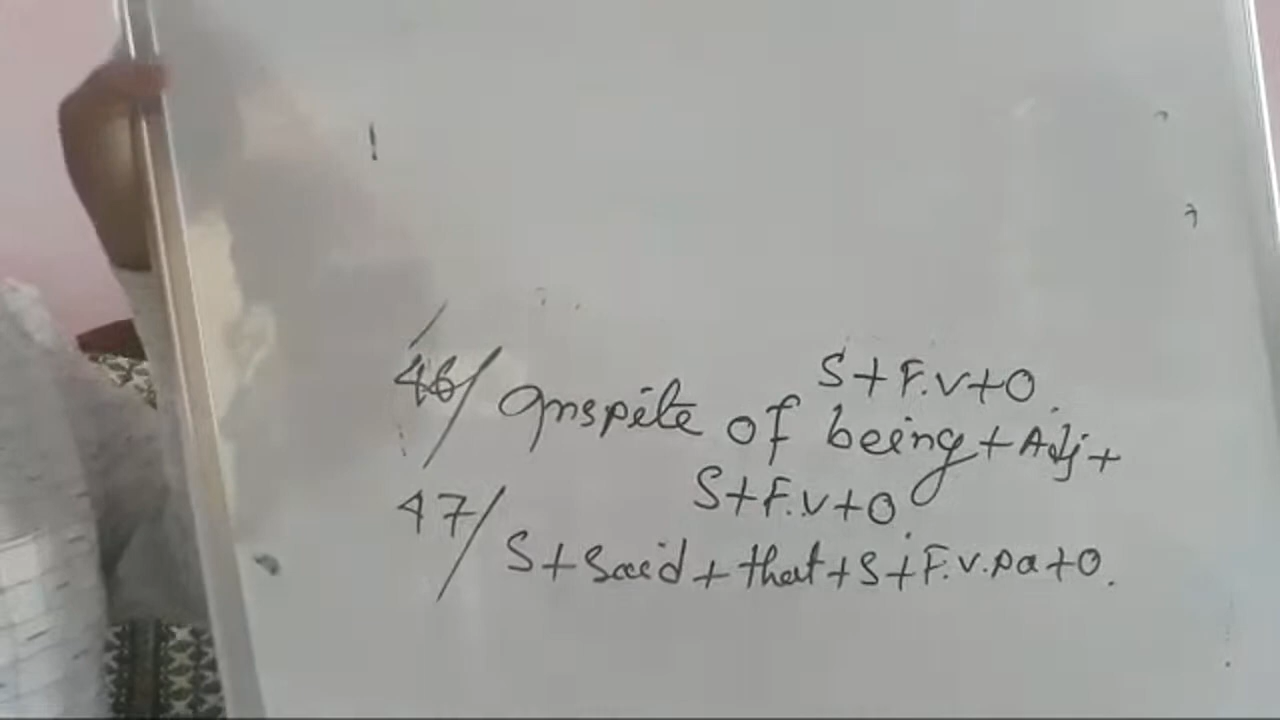 S+F.V+O.
46/ Inspite of being+Adj+
S+F.V+O
47/ S+Said+that+S+F.V.Pa+O.